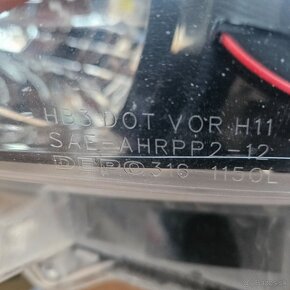 HB3 DOT VOR H11
SAE-AHRPP2-12
DEPO 316 1150L